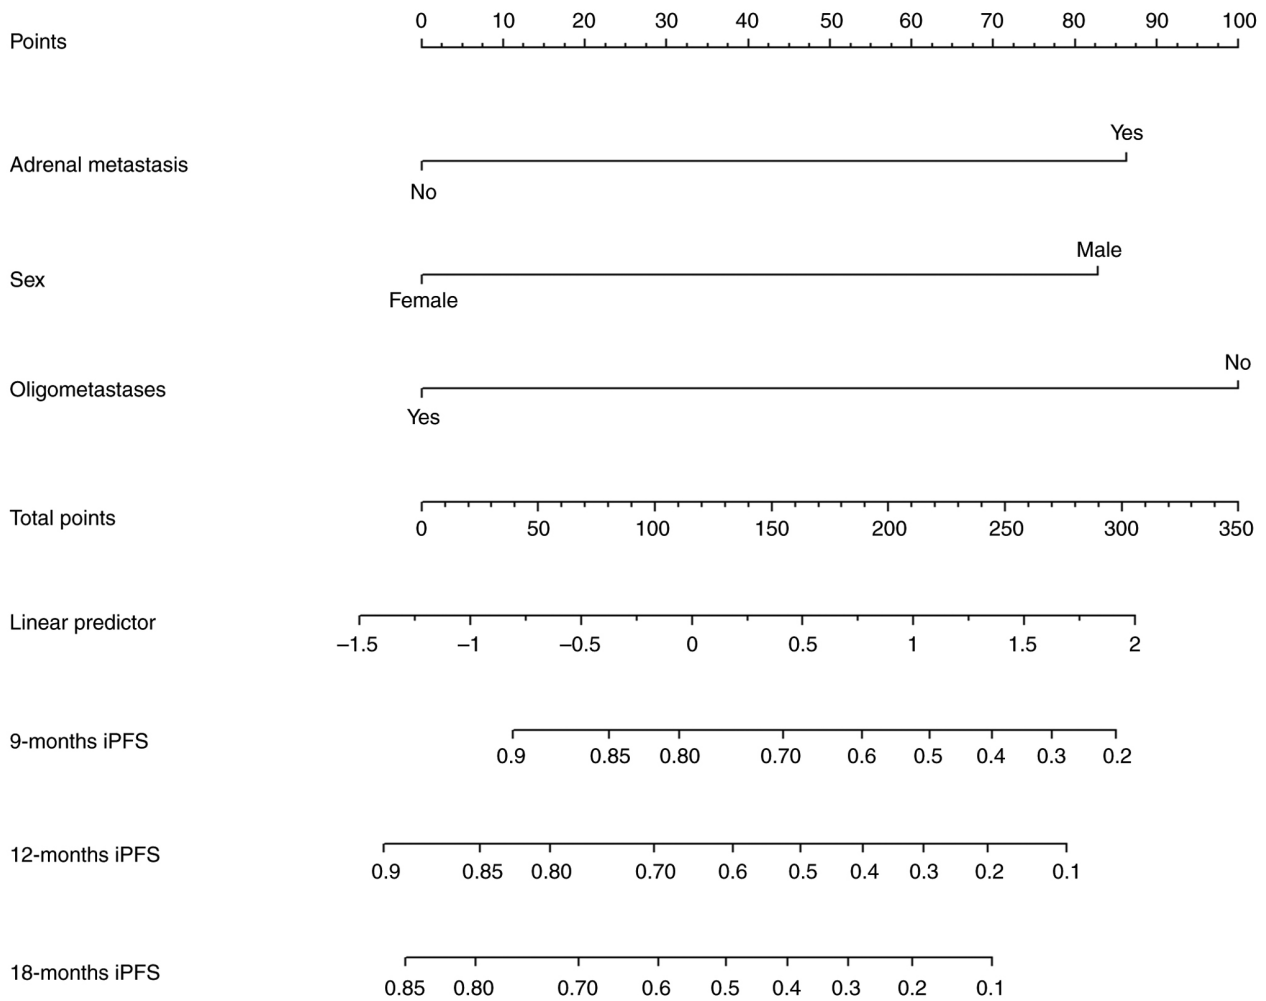 0 10 20 30 40 50 60 70 80 90 100
Points
Yes
Adrenal metastasis
No
Male
Sex
Female
No
Oligometastases
Yes
Total points
0 50 100 150 200 250 300 350
Linear predictor
–1.5 –1 –0.5 0 0.5 1 1.5 2
9-months iPFS
0.9 0.85 0.80 0.70 0.6 0.5 0.4 0.3 0.2
12-months iPFS
0.9 0.85 0.80 0.70 0.6 0.5 0.4 0.3 0.2 0.1
18-months iPFS
0.85 0.80 0.70 0.6 0.5 0.4 0.3 0.2 0.1